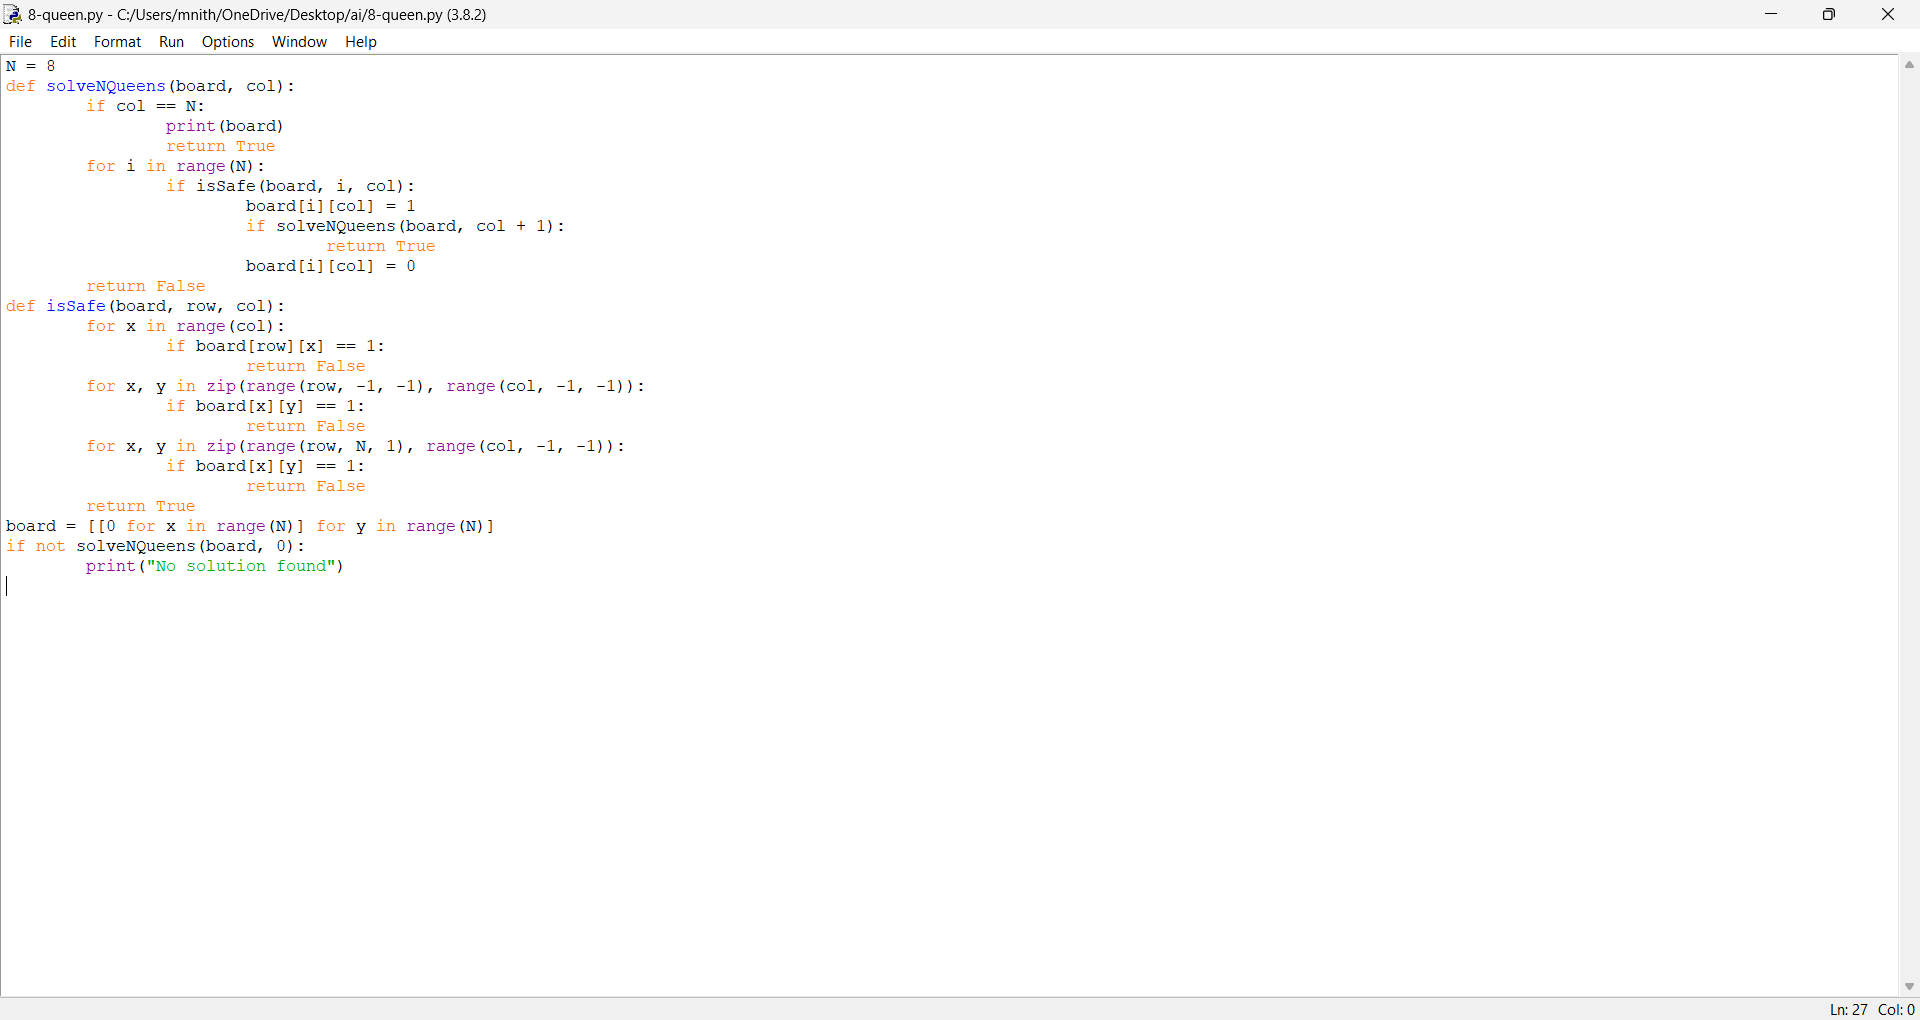 8-queen.py - C:/Users/mnith/OneDrive/Desktop/ai/8-queen.py (3.8.2)
File Edit Format Run Options Window Help
N = 8
def solveNQueens(board, col):
        if col == N:
                print(board)
                return True
        for i in range(N):
                if isSafe(board, i, col):
                        board[i][col] = 1
                        if solveNQueens(board, col + 1):
                                return True
                        board[i][col] = 0
        return False
def isSafe(board, row, col):
        for x in range(col):
                if board[row][x] == 1:
                        return False
        for x, y in zip(range(row, -1, -1), range(col, -1, -1)):
                if board[x][y] == 1:
                        return False
        for x, y in zip(range(row, N, 1), range(col, -1, -1)):
                if board[x][y] == 1:
                        return False
        return True
board = [[0 for x in range(N)] for y in range(N)]
if not solveNQueens(board, 0):
        print("No solution found")
Ln: 27 Col: 0